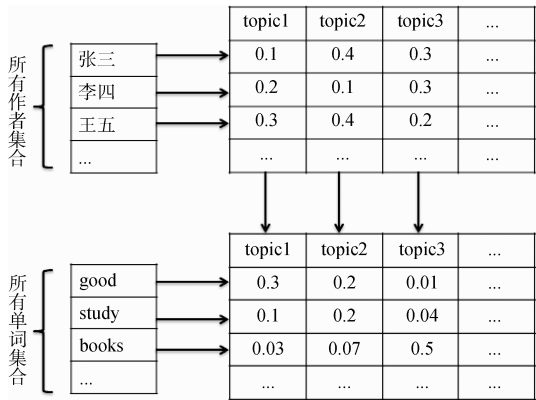 topic1 topic2 topic3 ...
所有作者集合
张三 0.1 0.4 0.3 ...
李四 0.2 0.1 0.3 ...
王五 0.3 0.4 0.2 ...
... ... ... ... ...
topic1 topic2 topic3 ...
所有单词集合
good 0.3 0.2 0.01 ...
study 0.1 0.2 0.04 ...
books 0.03 0.07 0.5 ...
... ... ... ... ...